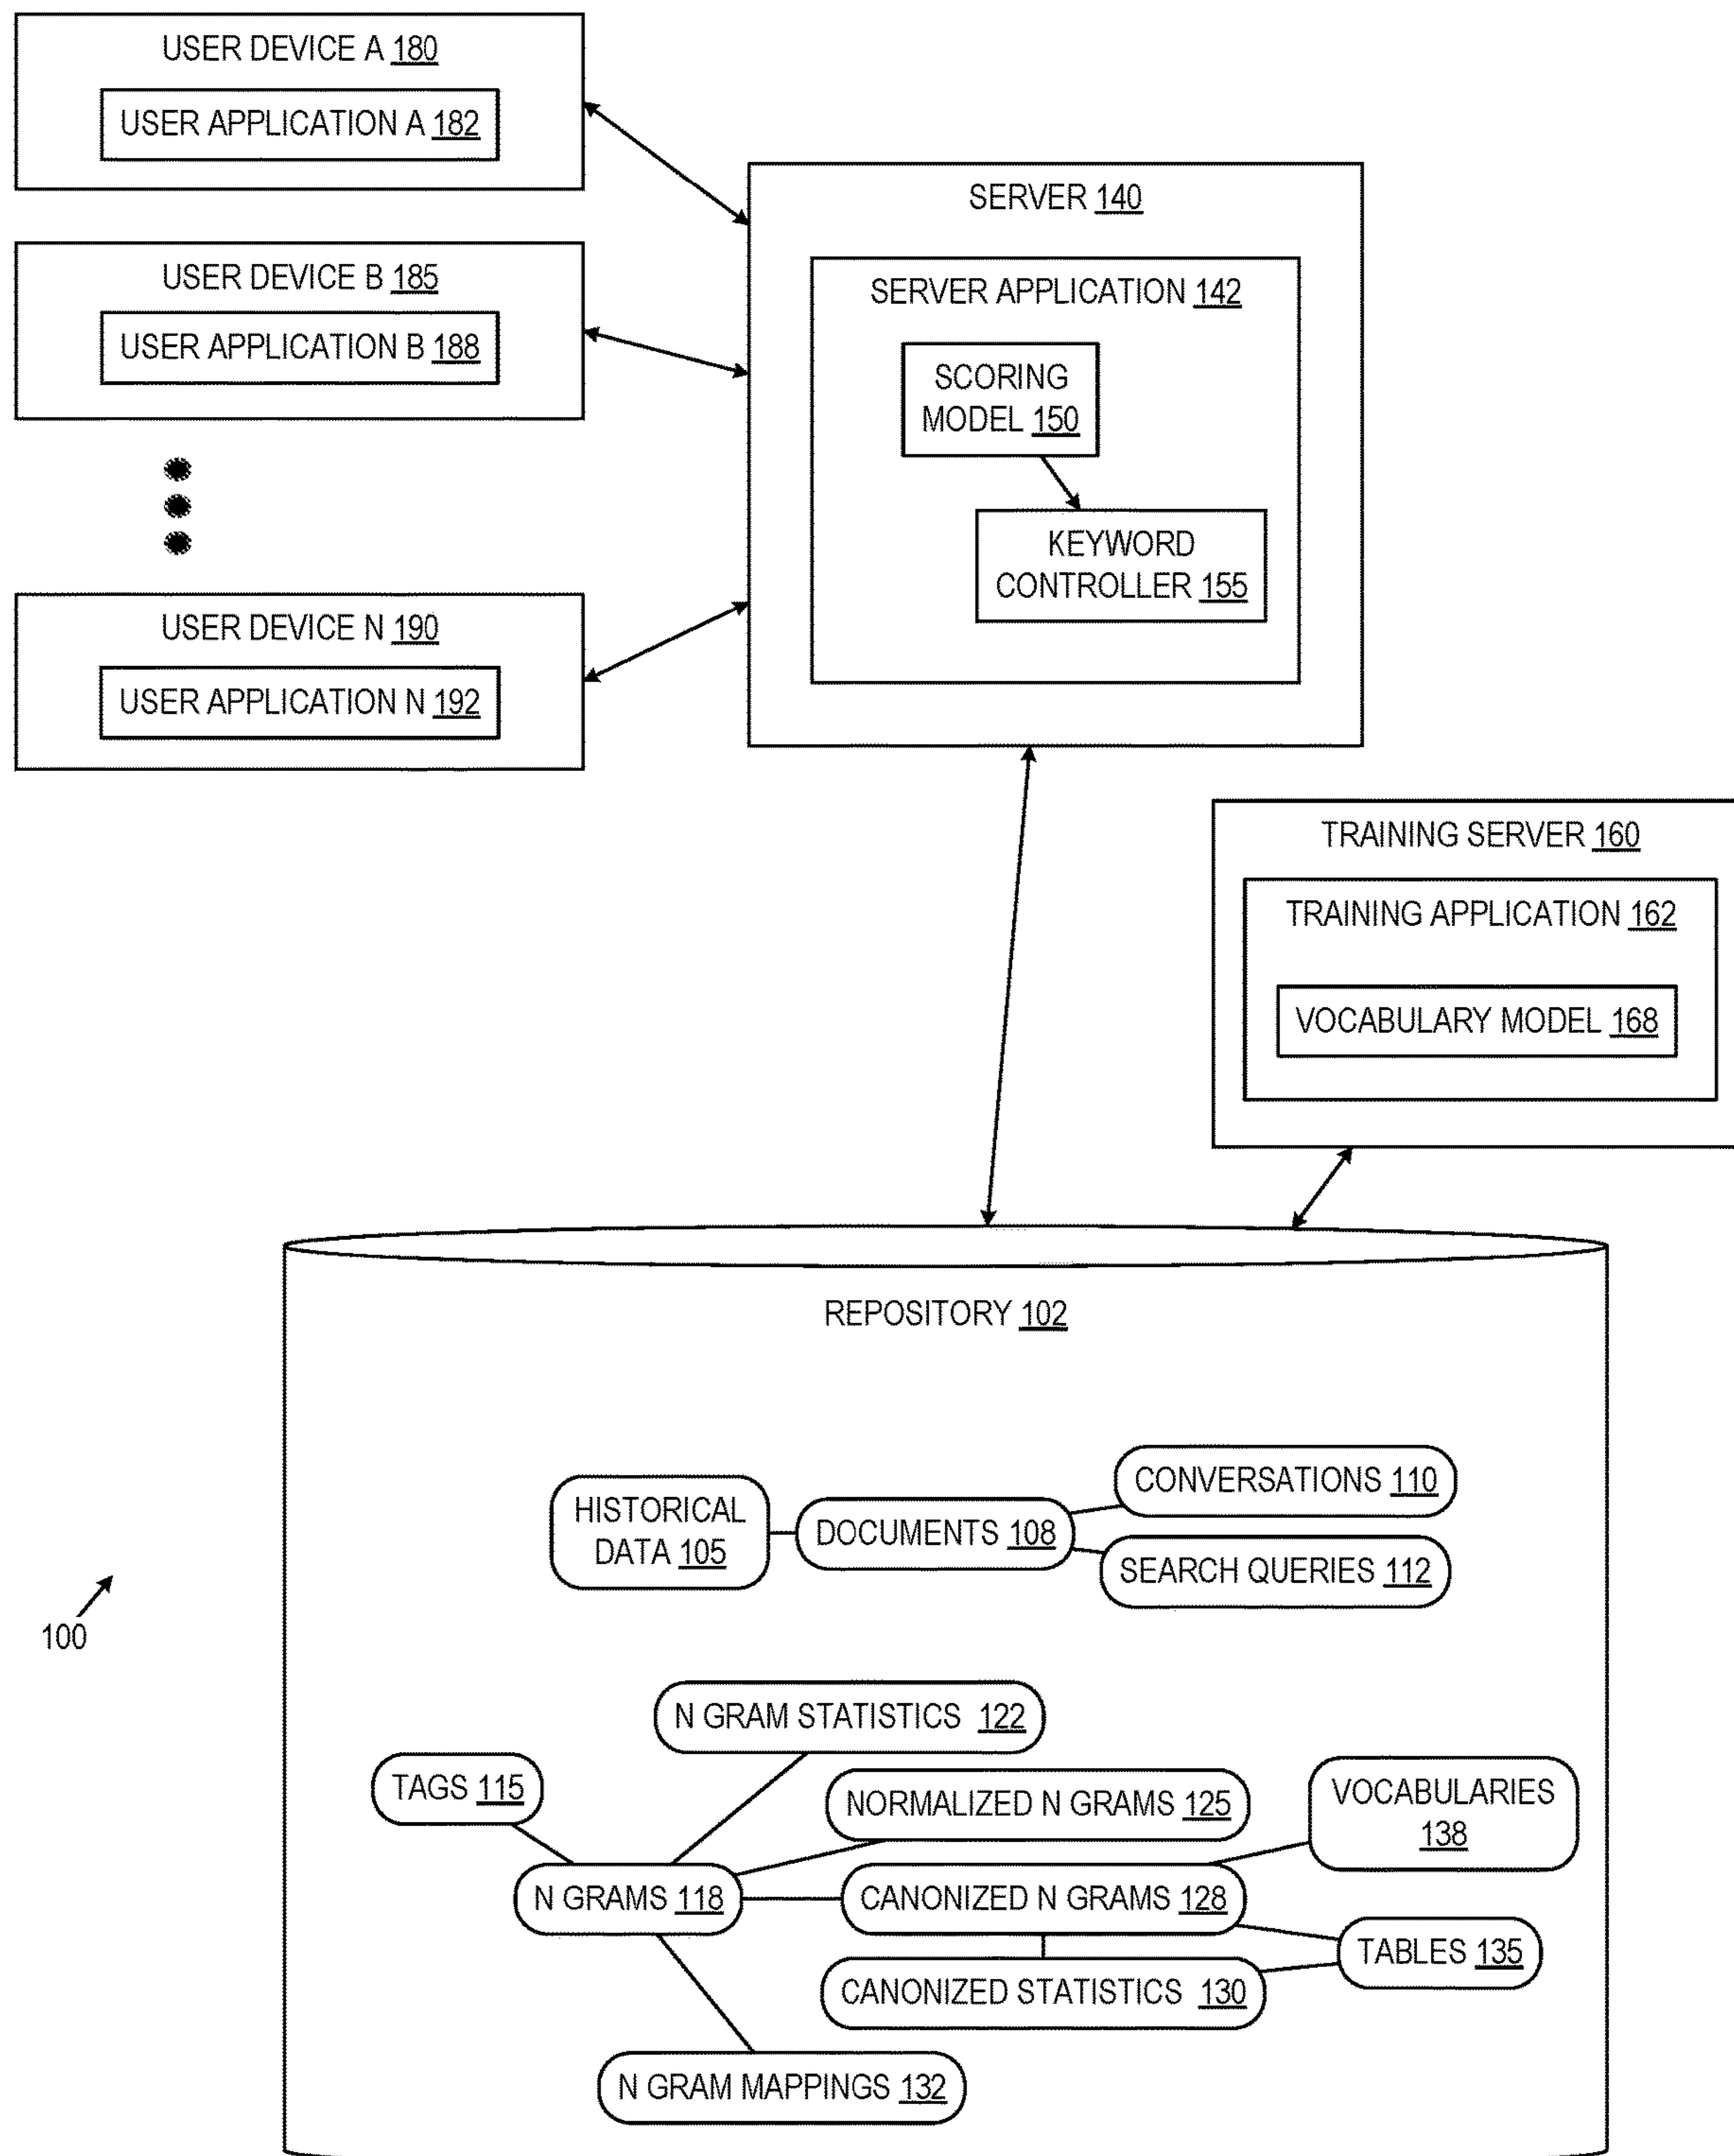 USER DEVICE A 180
USER APPLICATION A 182
USER DEVICE B 185
USER APPLICATION B 188
USER DEVICE N 190
USER APPLICATION N 192
SERVER 140
SERVER APPLICATION 142
SCORING
MODEL 150
KEYWORD
CONTROLLER 155
TRAINING SERVER 160
TRAINING APPLICATION 162
VOCABULARY MODEL 168
REPOSITORY 102
HISTORICAL
DATA 105
DOCUMENTS 108
CONVERSATIONS 110
SEARCH QUERIES 112
100
N GRAM STATISTICS 122
TAGS 115
NORMALIZED N GRAMS 125
VOCABULARIES
138
N GRAMS 118
CANONIZED N GRAMS 128
TABLES 135
CANONIZED STATISTICS 130
N GRAM MAPPINGS 132